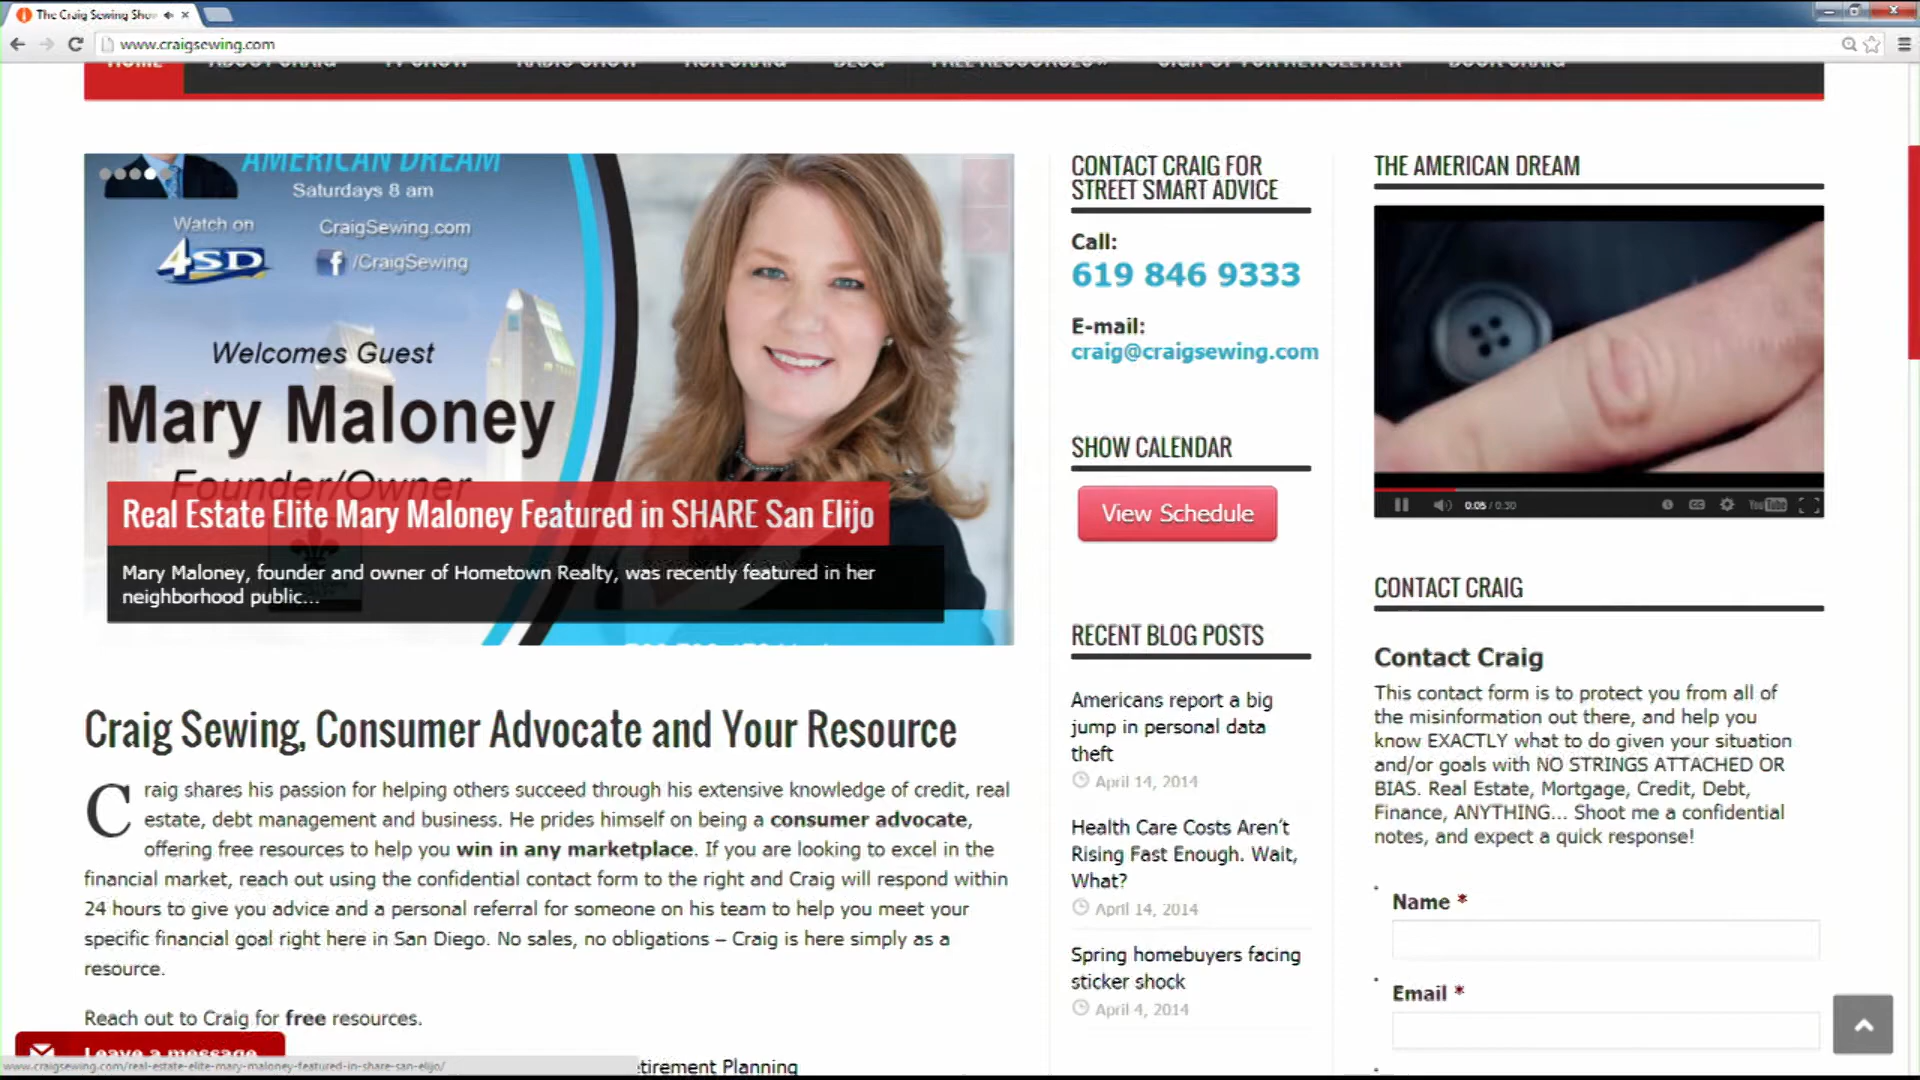 The Craig Sewing Show
www.craigsewing.com
HOME ABOUT CRAIG TV SHOW RADIO SHOW ASK CRAIG BLOG FREE RESOURCES» SIGN UP FOR NEWSLETTER BOOK CRAIG
AMERICAN DREAM
Saturdays 8 am
Watch on
4SD
CraigSewing.com
f /CraigSewing
Welcomes Guest
Mary Maloney
Founder/Owner
Real Estate Elite Mary Maloney Featured in SHARE San Elijo
Mary Maloney, founder and owner of Hometown Realty, was recently featured in her
neighborhood public...
Craig Sewing, Consumer Advocate and Your Resource
Craig shares his passion for helping others succeed through his extensive knowledge of credit, real
estate, debt management and business. He prides himself on being a consumer advocate,
offering free resources to help you win in any marketplace. If you are looking to excel in the
financial market, reach out using the confidential contact form to the right and Craig will respond within
24 hours to give you advice and a personal referral for someone on his team to help you meet your
specific financial goal right here in San Diego. No sales, no obligations – Craig is here simply as a
resource.
Reach out to Craig for free resources.
Leave a message
www.craigsewing.com/real-estate-elite-mary-maloney-featured-in-share-san-elijo/
etirement Planning
CONTACT CRAIG FOR
STREET SMART ADVICE
Call:
619 846 9333
E-mail:
craig@craigsewing.com
SHOW CALENDAR
View Schedule
RECENT BLOG POSTS
Americans report a big
jump in personal data
theft
April 14, 2014
Health Care Costs Aren't
Rising Fast Enough. Wait,
What?
April 14, 2014
Spring homebuyers facing
sticker shock
April 4, 2014
THE AMERICAN DREAM
0:05 / 0:30
YouTube
CONTACT CRAIG
Contact Craig
This contact form is to protect you from all of
the misinformation out there, and help you
know EXACTLY what to do given your situation
and/or goals with NO STRINGS ATTACHED OR
BIAS. Real Estate, Mortgage, Credit, Debt,
Finance, ANYTHING... Shoot me a confidential
notes, and expect a quick response!
Name *
Email *